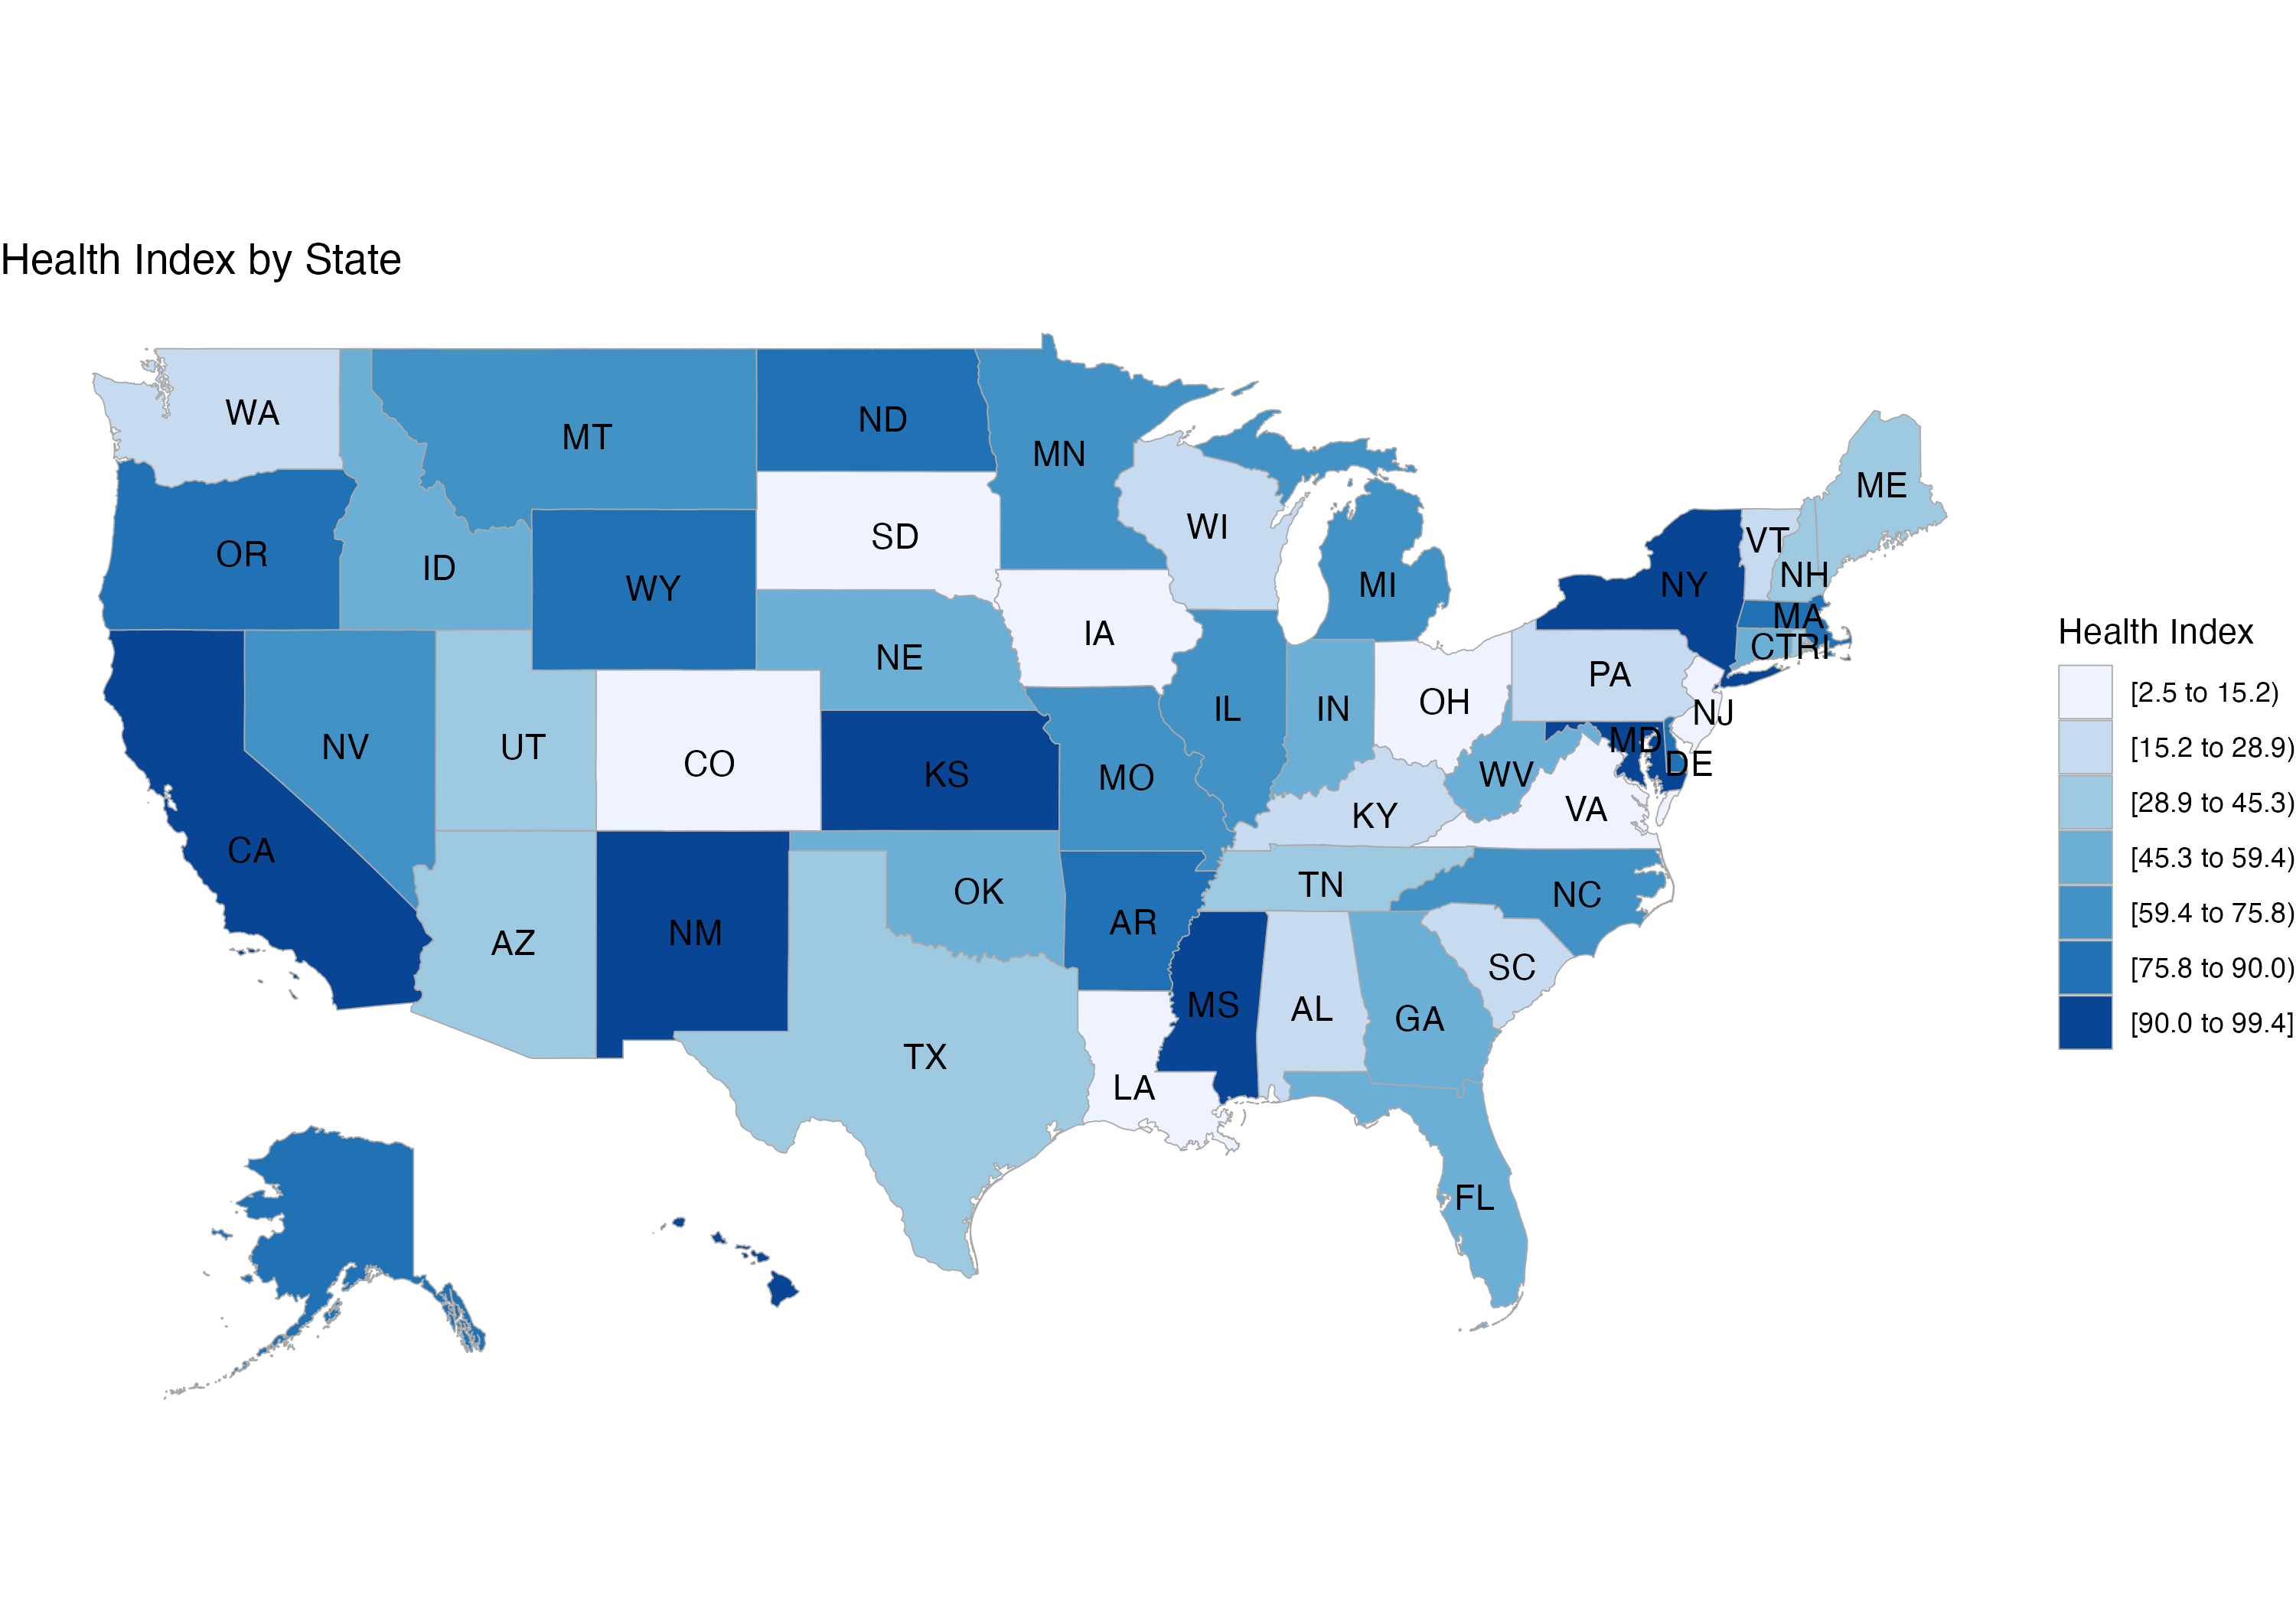 Health Index by State
WA
MT
ND
MN
ME
OR
ID
WY
SD
WI
MI
NY
VT
NH
MA
CT
RI
NE
IA
PA
NJ
NV
UT
CO
KS
MO
IL
IN
OH
WV
MD
DE
VA
KY
CA
AZ
NM
OK
AR
TN
NC
SC
MS
AL
GA
TX
LA
FL
Health Index
[2.5 to 15.2)
[15.2 to 28.9)
[28.9 to 45.3)
[45.3 to 59.4)
[59.4 to 75.8)
[75.8 to 90.0)
[90.0 to 99.4]